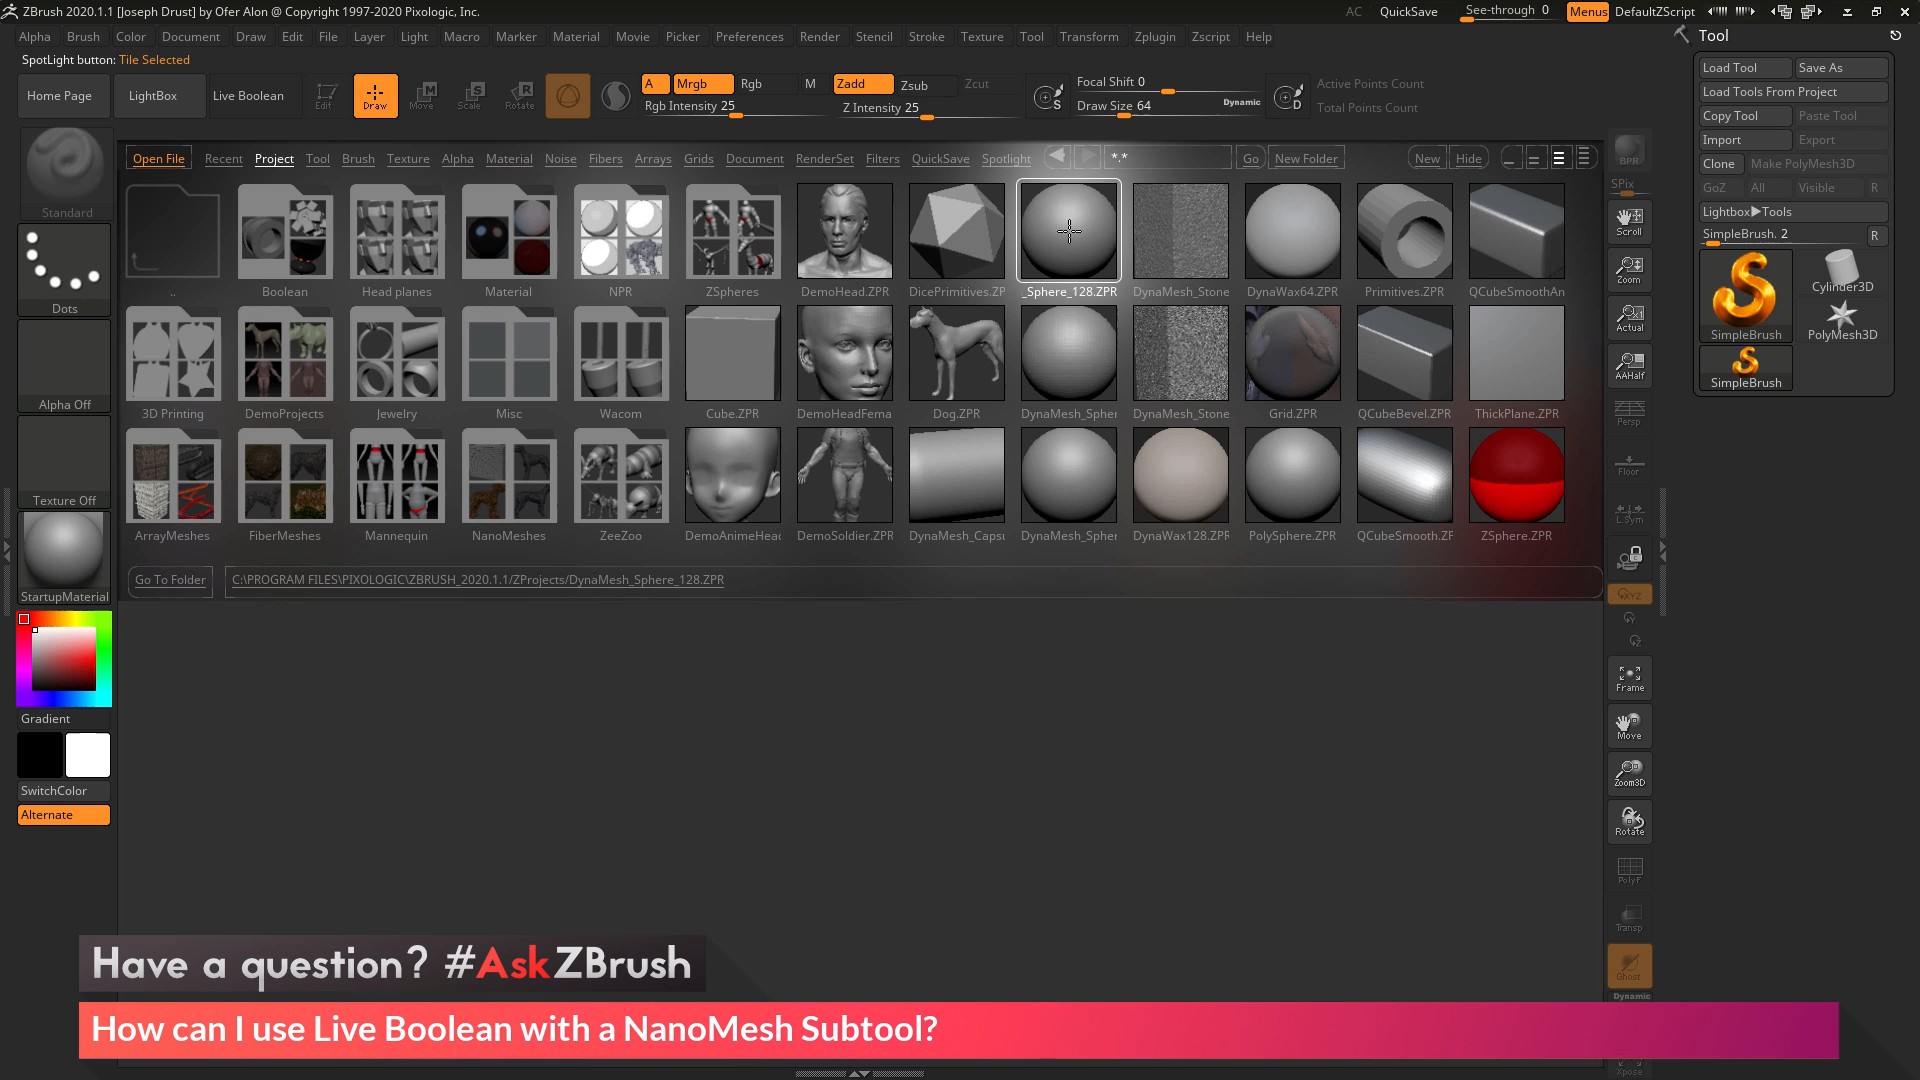 ZBrush 2020.1.1 [Joseph Drust] by Ofer Alon @ Copyright 1997-2020 Pixologic, Inc.
AC QuickSave See-through 0 Menus DefaultZScript
Alpha Brush Color Document Draw Edit File Layer Light Macro Marker Material Movie Picker Preferences Render Stencil Stroke Texture Tool Transform Zplugin Zscript Help
Tool
SpotLight button: Tile Selected
Load Tool Save As
Load Tools From Project
Copy Tool Paste Tool
Import Export
Clone Make PolyMesh3D
GoZ All Visible R
Lightbox▶Tools
SimpleBrush. 2 R
SimpleBrush
Cylinder3D
PolyMesh3D
SimpleBrush
Home Page LightBox Live Boolean Edit Draw Move Scale Rotate
A Mrgb Rgb M Zadd Zsub Zcut
Rgb Intensity 25 Z Intensity 25
S
Focal Shift 0
Draw Size 64 Dynamic
D
Active Points Count
Total Points Count
Standard
Dots
Alpha Off
Texture Off
StartupMaterial
Gradient
SwitchColor
Alternate
Open File Recent Project Tool Brush Texture Alpha Material Noise Fibers Arrays Grids Document RenderSet Filters QuickSave Spotlight *.* Go New Folder New Hide
.. Boolean Head planes Material NPR ZSpheres DemoHead.ZPR DicePrimitives.ZP _Sphere_128.ZPR DynaMesh_Stone DynaWax64.ZPR Primitives.ZPR QCubeSmoothAn
3D Printing DemoProjects Jewelry Misc Wacom Cube.ZPR DemoHeadFema Dog.ZPR DynaMesh_Spher DynaMesh_Stone Grid.ZPR QCubeBevel.ZPR ThickPlane.ZPR
ArrayMeshes FiberMeshes Mannequin NanoMeshes ZeeZoo DemoAnimeHeac DemoSoldier.ZPR DynaMesh_Capsu DynaMesh_Spher DynaWax128.ZPR PolySphere.ZPR QCubeSmooth.ZF ZSphere.ZPR
Go To Folder C:\PROGRAM FILES\PIXOLOGIC\ZBRUSH_2020.1.1/ZProjects/DynaMesh_Sphere_128.ZPR
BPR
SPix
Scroll
Zoom
Actual
AAHalf
Persp
Floor
L.Sym
XYZ
Y
Z
Frame
Move
Zoom3D
Rotate
PolyF
Transp
Ghost
Dynamic
Xpose
Have a question? #AskZBrush
How can I use Live Boolean with a NanoMesh Subtool?